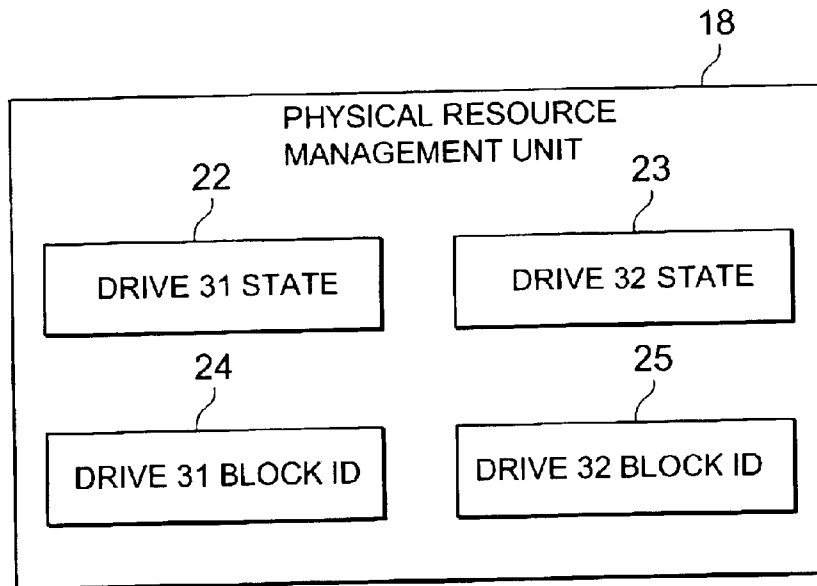 18
PHYSICAL RESOURCE
MANAGEMENT UNIT
22
23
DRIVE 31 STATE
DRIVE 32 STATE
24
25
DRIVE 31 BLOCK ID
DRIVE 32 BLOCK ID